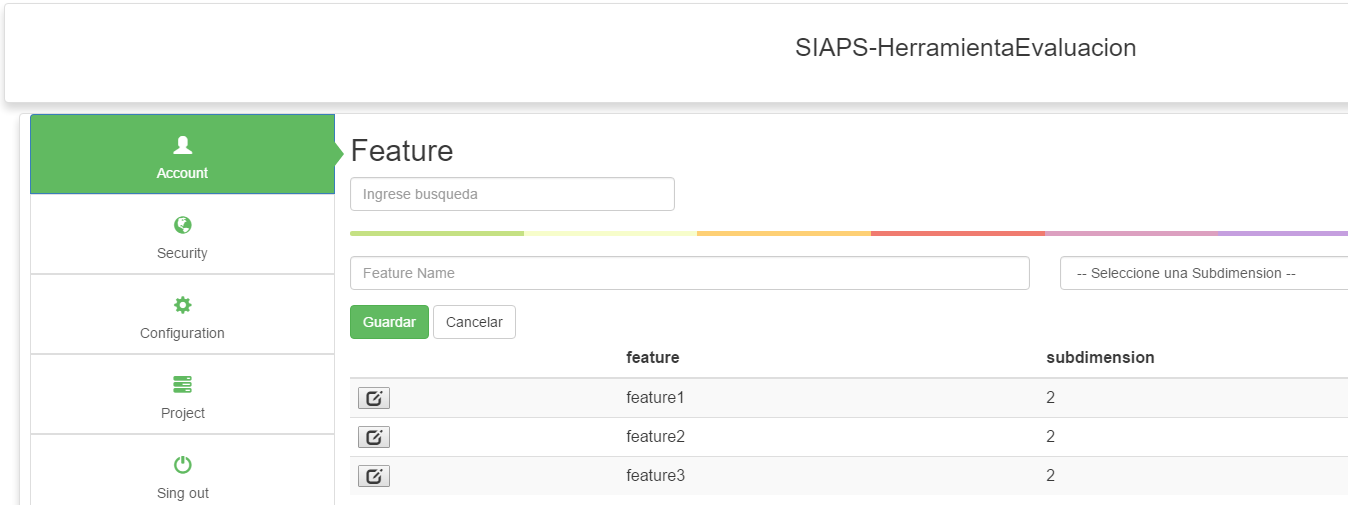 SIAPS-HerramientaEvaluacion
Account
Security
Configuration
Project
Sing out
Feature
Ingrese busqueda
Feature Name
-- Seleccione una Subdimension --
Guardar Cancelar
feature subdimension
feature1 2
feature2 2
feature3 2